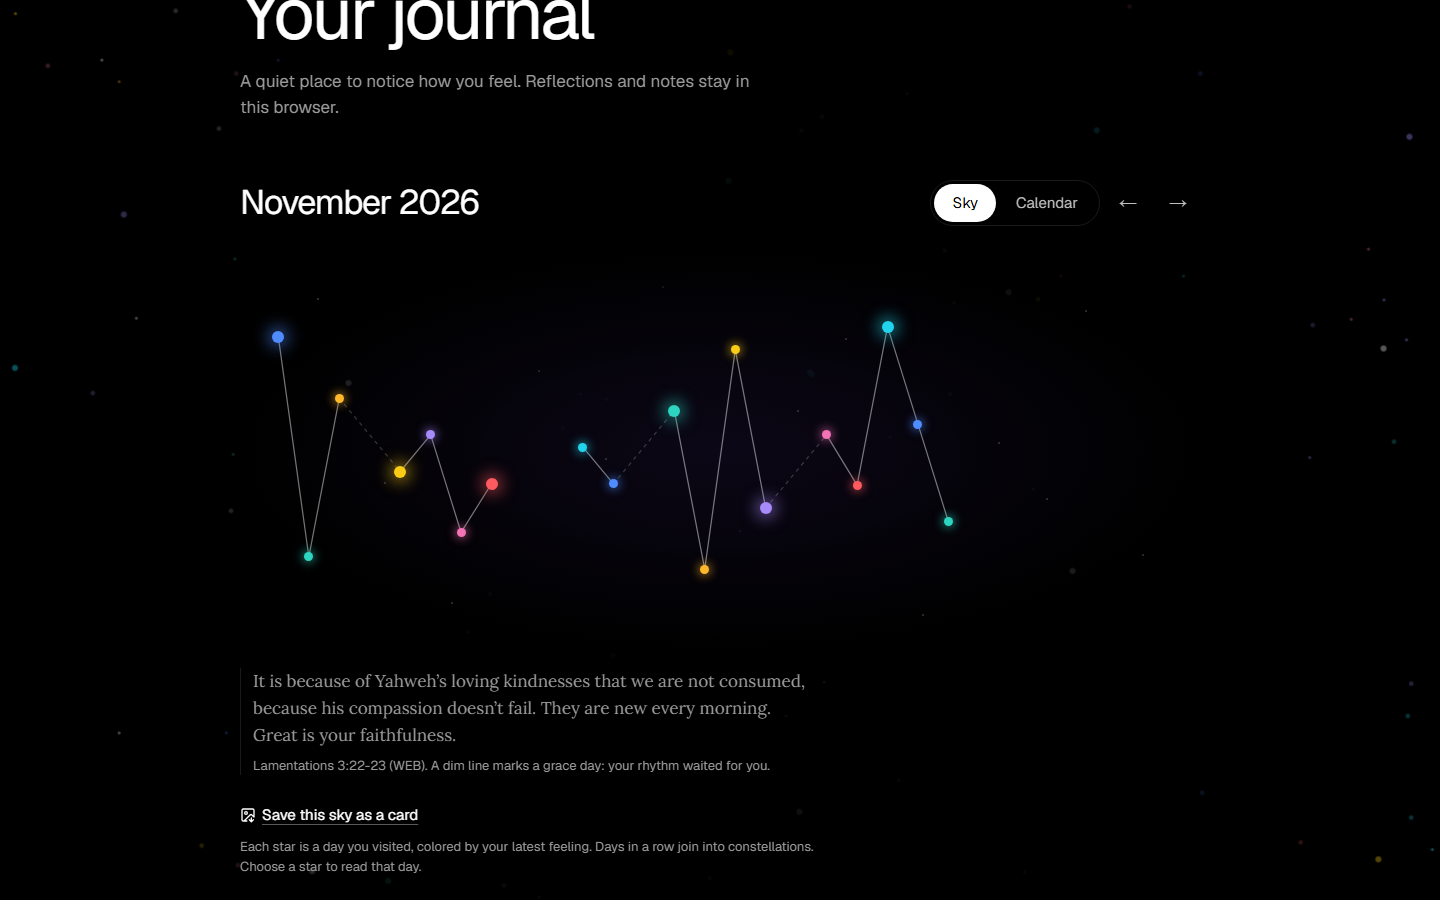 Your journal
A quiet place to notice how you feel. Reflections and notes stay in
this browser.
November 2026
Sky
Calendar
← →
It is because of Yahweh’s loving kindnesses that we are not consumed,
because his compassion doesn’t fail. They are new every morning.
Great is your faithfulness.
Lamentations 3:22-23 (WEB). A dim line marks a grace day: your rhythm waited for you.
Save this sky as a card
Each star is a day you visited, colored by your latest feeling. Days in a row join into constellations.
Choose a star to read that day.